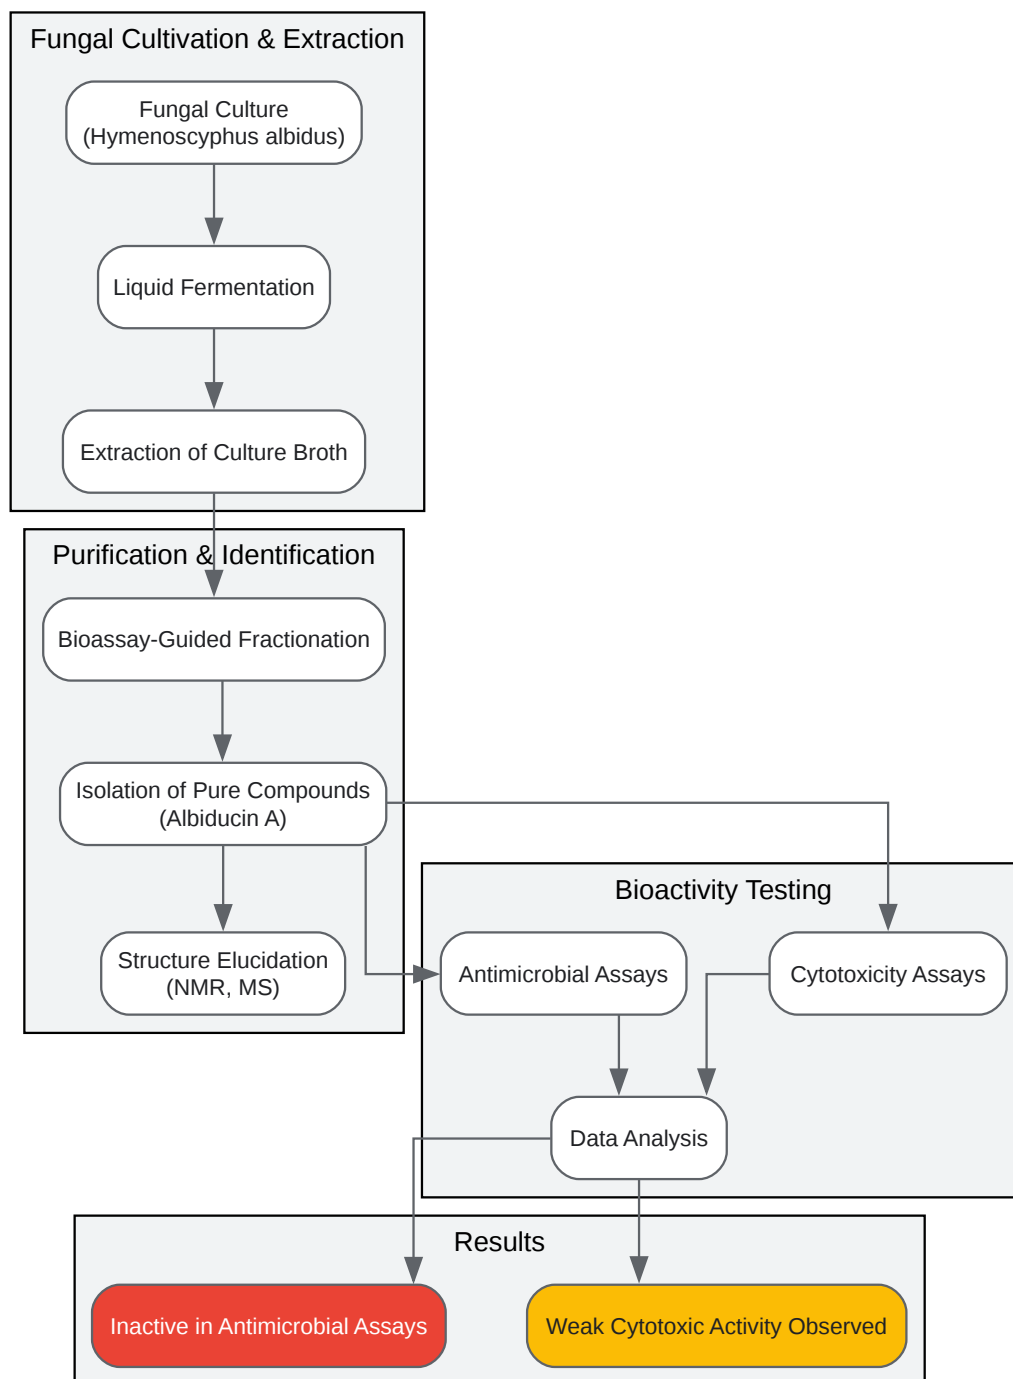 Fungal Cultivation & Extraction
Fungal Culture
(Hymenoscyphus albidus)
Liquid Fermentation
Extraction of Culture Broth
Purification & Identification
Bioassay-Guided Fractionation
Isolation of Pure Compounds
(Albiducin A)
Structure Elucidation
(NMR, MS)
Bioactivity Testing
Antimicrobial Assays
Cytotoxicity Assays
Data Analysis
Results
Inactive in Antimicrobial Assays
Weak Cytotoxic Activity Observed